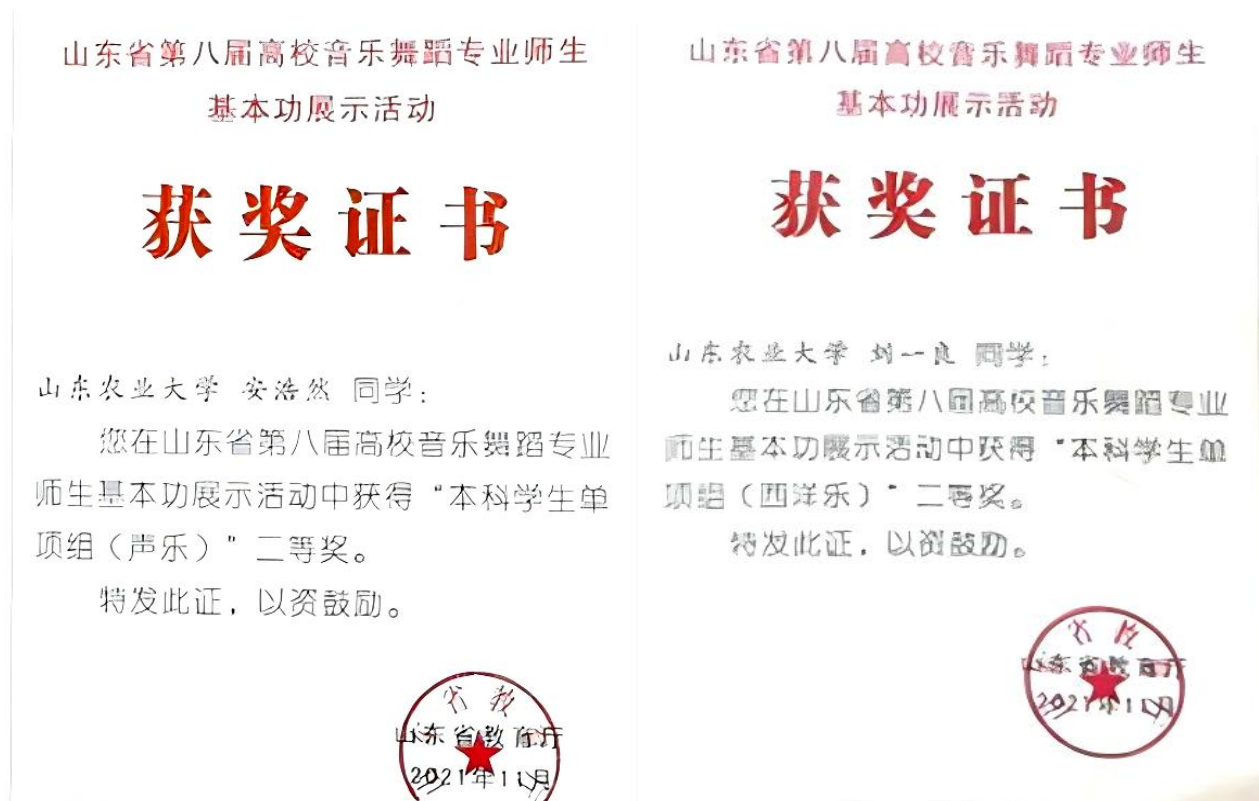 山东省第八届高校音乐舞蹈专业师生
基本功展示活动
获奖证书
山东农业大学 安浩然 同学:
您在山东省第八届高校音乐舞蹈专业
师生基本功展示活动中获得“本科学生单
项组(声乐)”二等奖。
特发此证,以资鼓励。
省 教
山东省教育厅
2021年11月
山东省第八届高校音乐舞蹈专业师生
基本功展示活动
获奖证书
山东农业大学 刘一良 同学:
您在山东省第八届高校音乐舞蹈专业
师生基本功展示活动中获得“本科学生单
项组(西洋乐)”二等奖。
特发此证,以资鼓励。
省 教
山东省教育厅
2021年11月